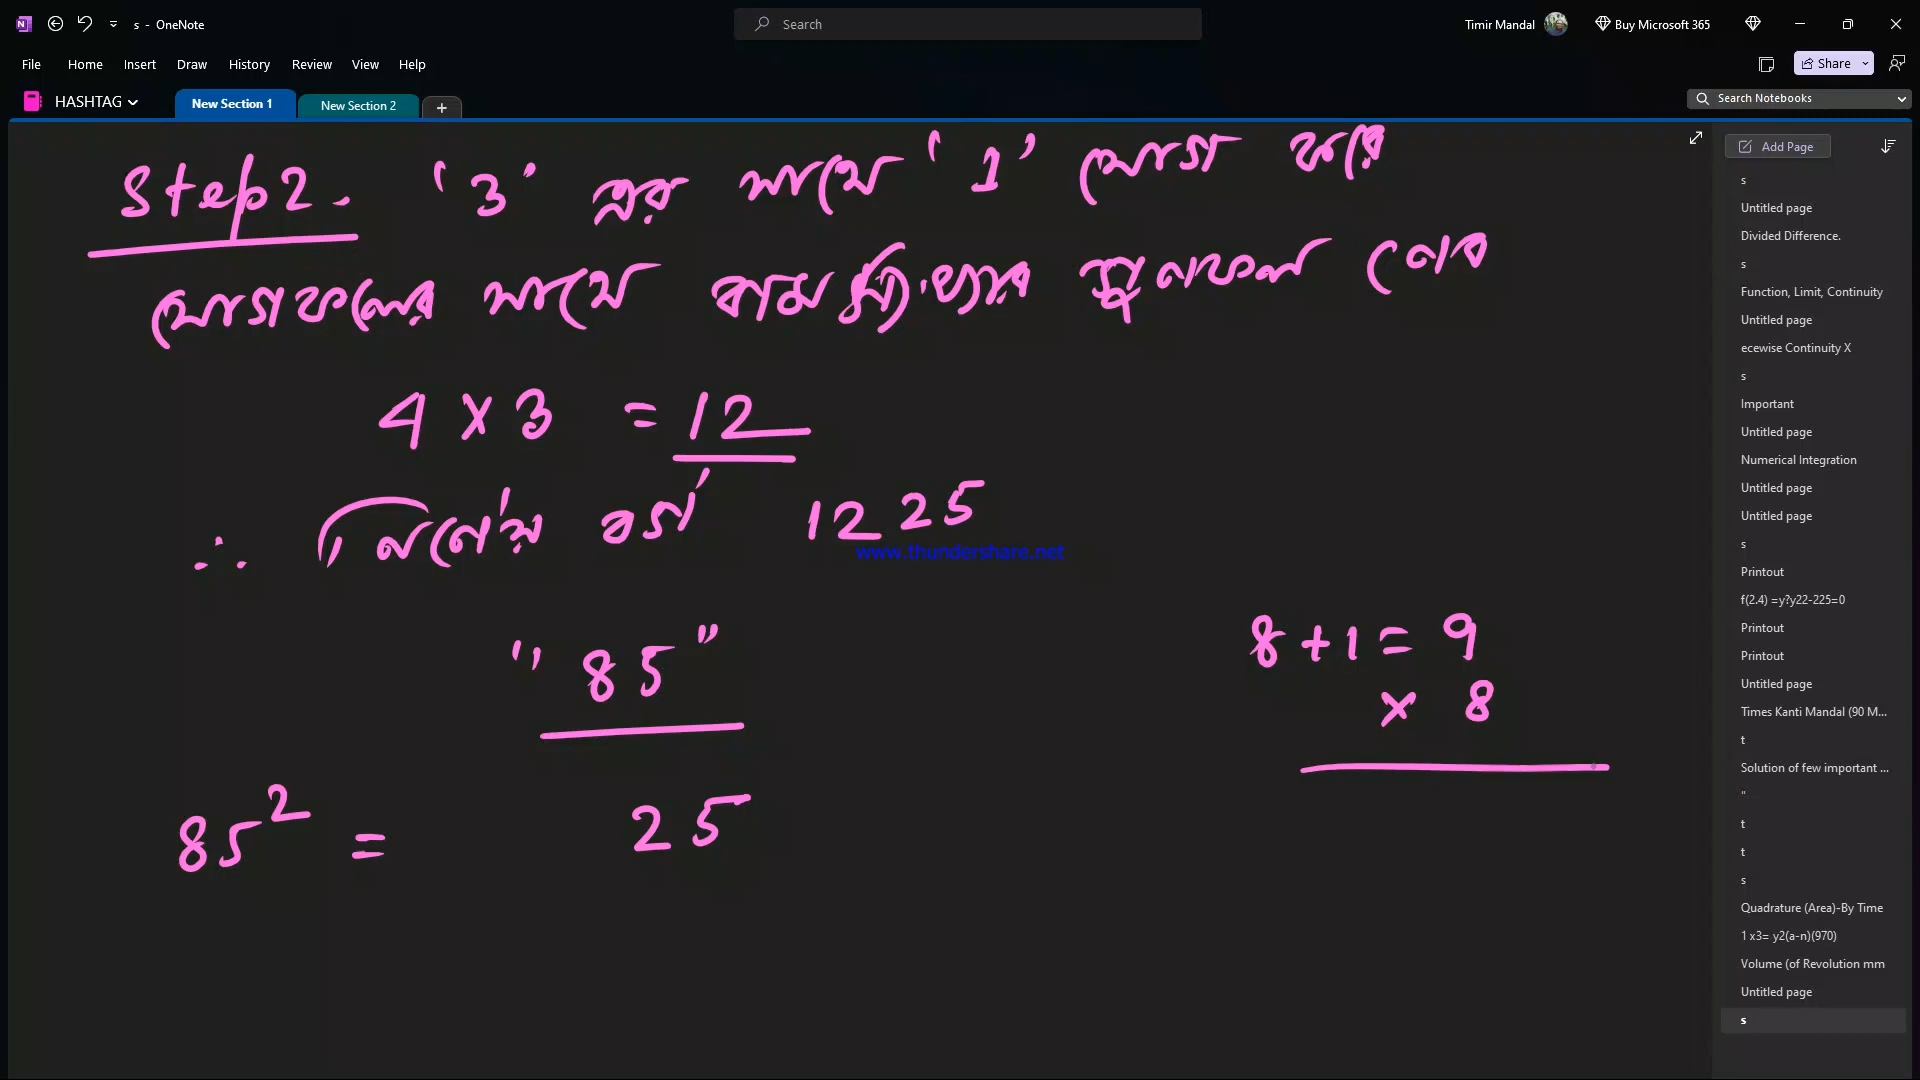 s - OneNote
Search
Timir Mandal
Buy Microsoft 365
File Home Insert Draw History Review View Help
Share
HASHTAG
New Section 1
New Section 2
+
Search Notebooks
Add Page
s
Untitled page
Divided Difference.
s
Function, Limit, Continuity
Untitled page
ecewise Continuity X
s
Important
Untitled page
Numerical Integration
Untitled page
Untitled page
s
Printout
f(2.4) =y?y22-225=0
Printout
Printout
Untitled page
Times Kanti Mandal (90 M...
t
Solution of few important ...
"
t
t
s
Quadrature (Area)-By Time
1 x3= y2(a-n)(970)
Volume (of Revolution mm
Untitled page
s
Step 2. '3' এর সাথে '1' যোগ করে
যোগফলের সাথে বাম সংখ্যার গুণফল নেব
4 x 3 = 12
∴ নির্ণেয় বর্গ 1225
www.thundershare.net
"85"
8 + 1 = 9
x 8
85² = 25